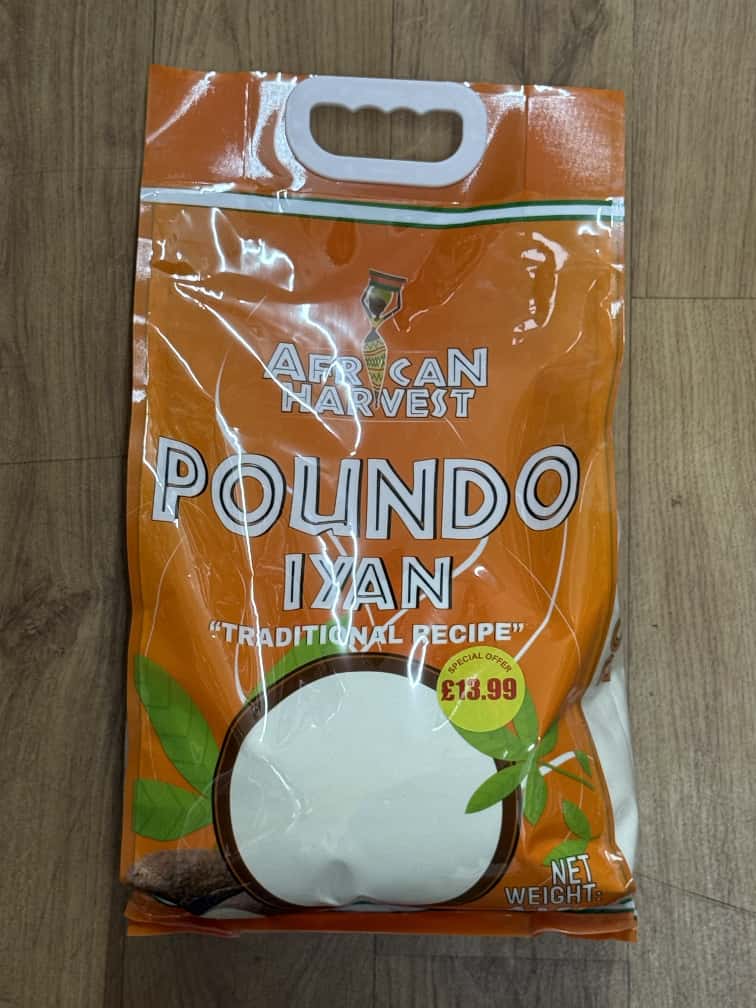 AFRICAN
HARVEST
POUNDO
IYAN
“TRADITIONAL RECIPE”
SPECIAL OFFER
£13.99
NET
WEIGHT: